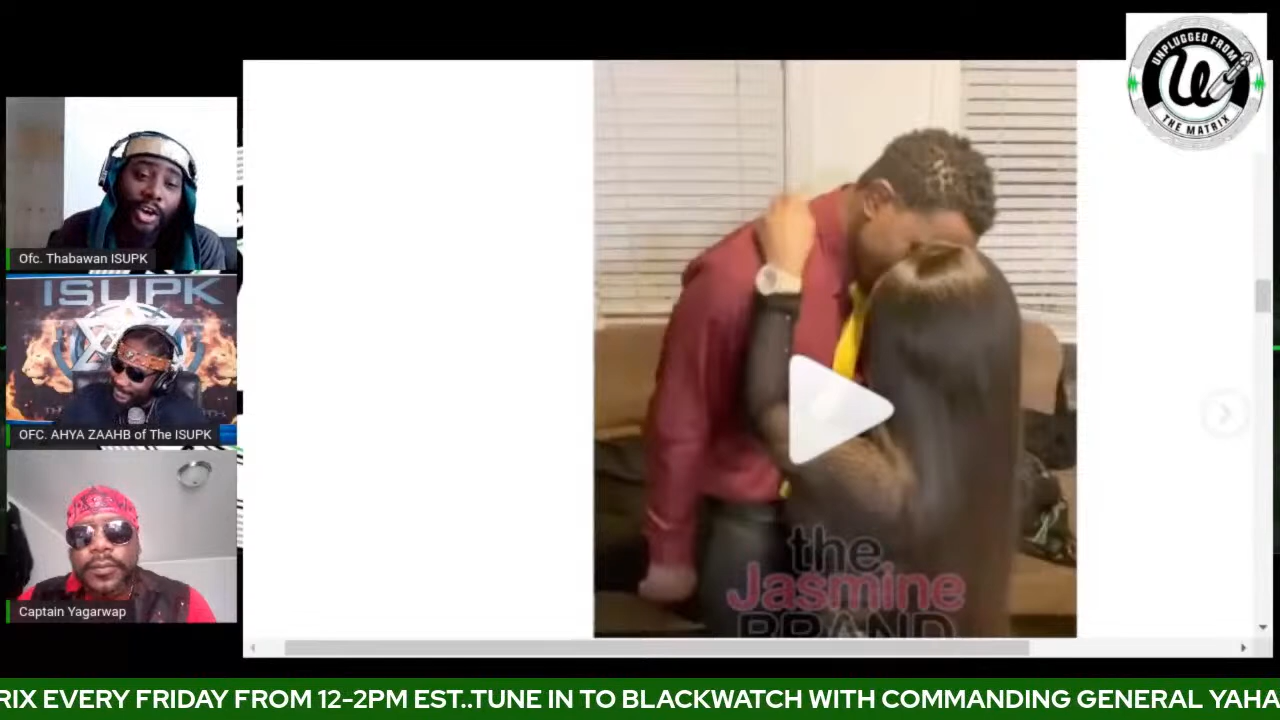 UNPLUGGED FROM
THE MATRIX
Ofc. Thabawan ISUPK
ISUPK
OFC. AHYA ZAAHB of The ISUPK
Captain Yagarwap
the
Jasmine
BRAND
RIX EVERY FRIDAY FROM 12-2PM EST..TUNE IN TO BLACKWATCH WITH COMMANDING GENERAL YAHA